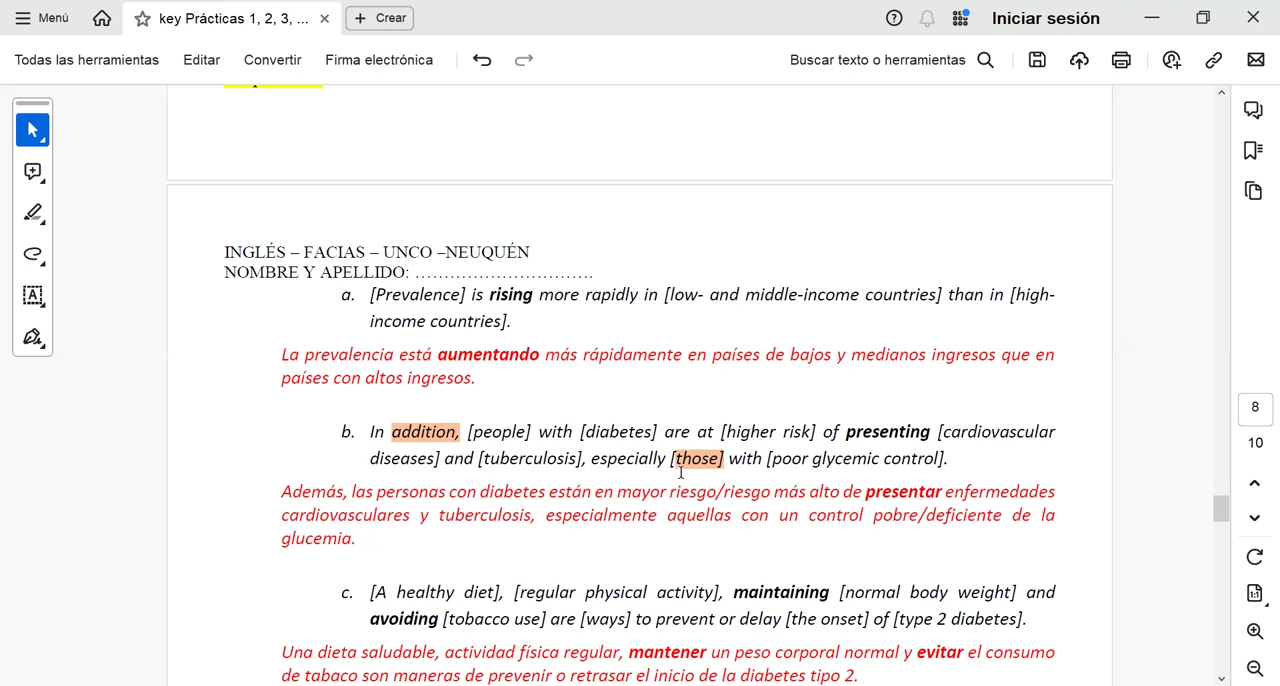 Menú
key Prácticas 1, 2, 3, ...
Crear
Iniciar sesión
Todas las herramientas
Editar
Convertir
Firma electrónica
Buscar texto o herramientas
INGLÉS – FACIAS – UNCO –NEUQUÉN
NOMBRE Y APELLIDO: ..............................
a. [Prevalence] is rising more rapidly in [low- and middle-income countries] than in [high-
income countries].
La prevalencia está aumentando más rápidamente en países de bajos y medianos ingresos que en
países con altos ingresos.
b. In addition, [people] with [diabetes] are at [higher risk] of presenting [cardiovascular
diseases] and [tuberculosis], especially [those] with [poor glycemic control].
Además, las personas con diabetes están en mayor riesgo/riesgo más alto de presentar enfermedades
cardiovasculares y tuberculosis, especialmente aquellas con un control pobre/deficiente de la
glucemia.
c. [A healthy diet], [regular physical activity], maintaining [normal body weight] and
avoiding [tobacco use] are [ways] to prevent or delay [the onset] of [type 2 diabetes].
Una dieta saludable, actividad física regular, mantener un peso corporal normal y evitar el consumo
de tabaco son maneras de prevenir o retrasar el inicio de la diabetes tipo 2.
8
10
1:1